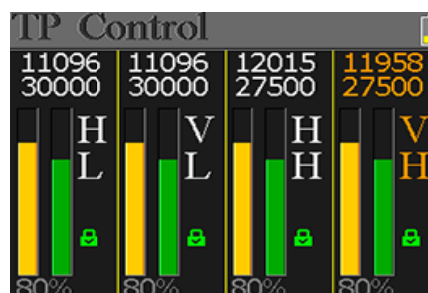 TP Control
11096 11096 12015 11958
30000 30000 27500 27500
H V H V
L L H H
80% 80% 80% 80%